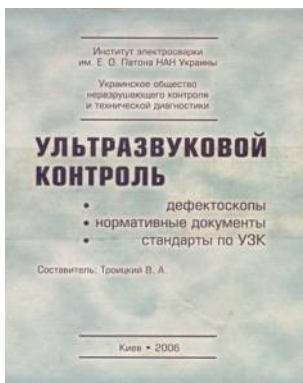 Институт электросварки
им. Е. О. Патона НАН Украины
Украинское общество
неразрушающего контроля
и технической диагностики
УЛЬТРАЗВУКОВОЙ
КОНТРОЛЬ
• дефектоскопы
• нормативные документы
• стандарты по УЗК
Составитель: Троицкий В. А.
Киев • 2006